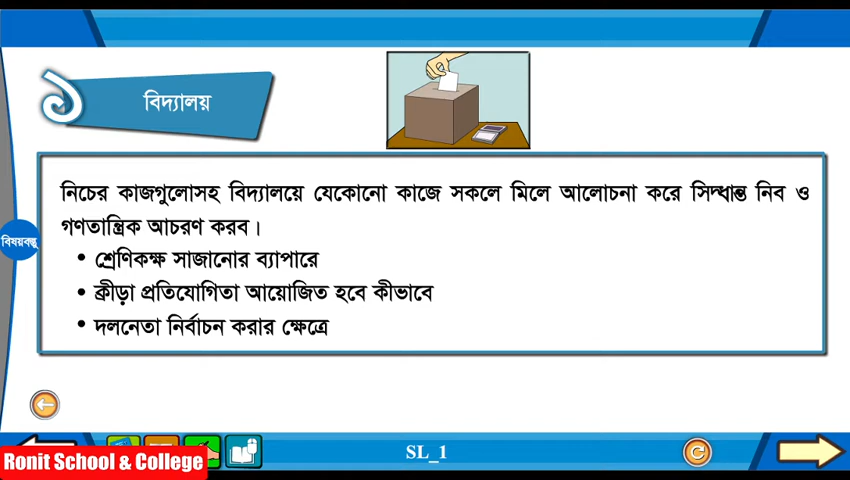 ১
বিদ্যালয়
নিচের কাজগুলোসহ বিদ্যালয়ে যেকোনো কাজে সকলে মিলে আলোচনা করে সিদ্ধান্ত নিব ও
গণতান্ত্রিক আচরণ করব।
• শ্রেণিকক্ষ সাজানোর ব্যাপারে
• ক্রীড়া প্রতিযোগিতা আয়োজিত হবে কীভাবে
• দলনেতা নির্বাচন করার ক্ষেত্রে
বিষয়বস্তু
SL_1
Ronit School & College